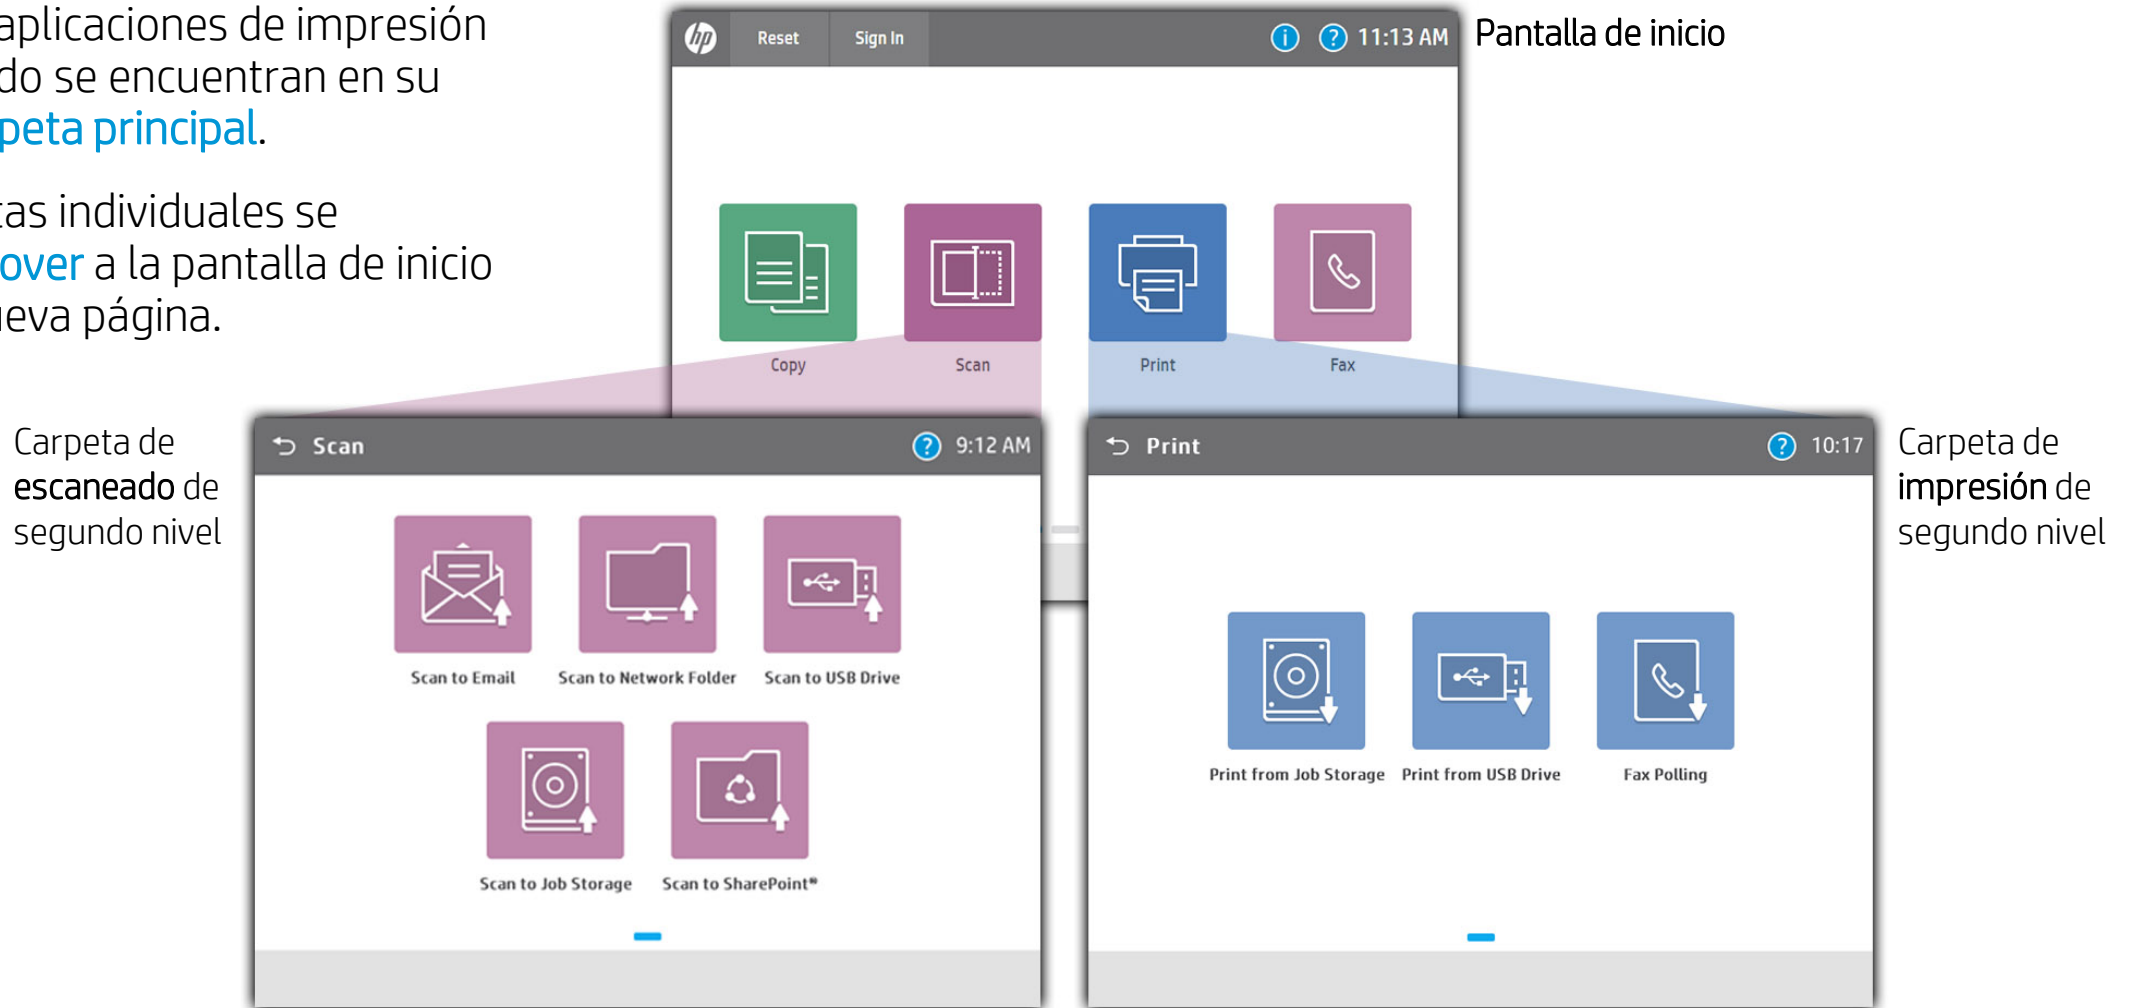 aplicaciones de impresión
do se encuentran en su
peta principal.
tas individuales se
over a la pantalla de inicio
ueva página.
hp Reset Sign In i ? 11:13 AM
Pantalla de inicio
Copy Scan Print Fax
Carpeta de
escaneado de
segundo nivel
Scan ? 9:12 AM
Scan to Email Scan to Network Folder Scan to USB Drive
Scan to Job Storage Scan to SharePoint®
Print ? 10:17
Print from Job Storage Print from USB Drive Fax Polling
Carpeta de
impresión de
segundo nivel